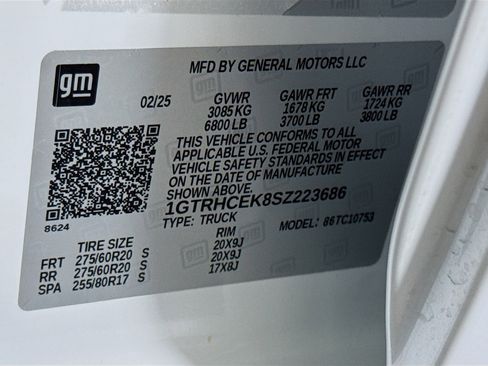 gm
MFD BY GENERAL MOTORS LLC
02/25 GVWR GAWR FRT GAWR RR
3085 KG 1678 KG 1724 KG
6800 LB 3700 LB 3800 LB
THIS VEHICLE CONFORMS TO ALL
APPLICABLE U.S. FEDERAL MOTOR
VEHICLE SAFETY STANDARDS IN EFFECT
ON THE DATE OF MANUFACTURE
SHOWN ABOVE.
1GTRHCEK8SZ223686
8624
TYPE: TRUCK MODEL: 86TC10753
TIRE SIZE RIM
FRT 275/60R20 S 20X9J
RR 275/60R20 S 20X9J
SPA 255/80R17 S 17X8J